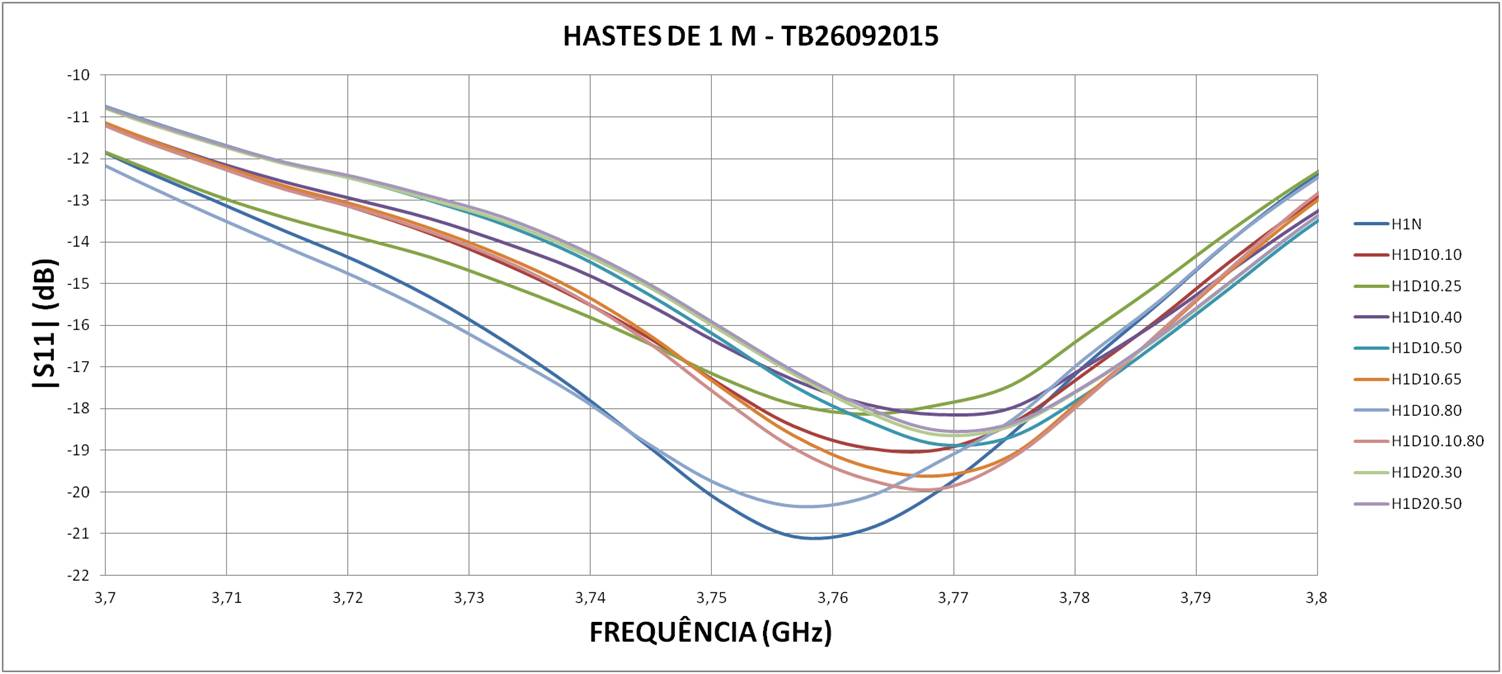 HASTES DE 1 M - TB26092015
|S11| (dB)
-10
-11
-12
-13
-14
-15
-16
-17
-18
-19
-20
-21
-22
3,7 3,71 3,72 3,73 3,74 3,75 3,76 3,77 3,78 3,79 3,8
FREQUÊNCIA (GHz)
H1N
H1D10.10
H1D10.25
H1D10.40
H1D10.50
H1D10.65
H1D10.80
H1D10.10.80
H1D20.30
H1D20.50